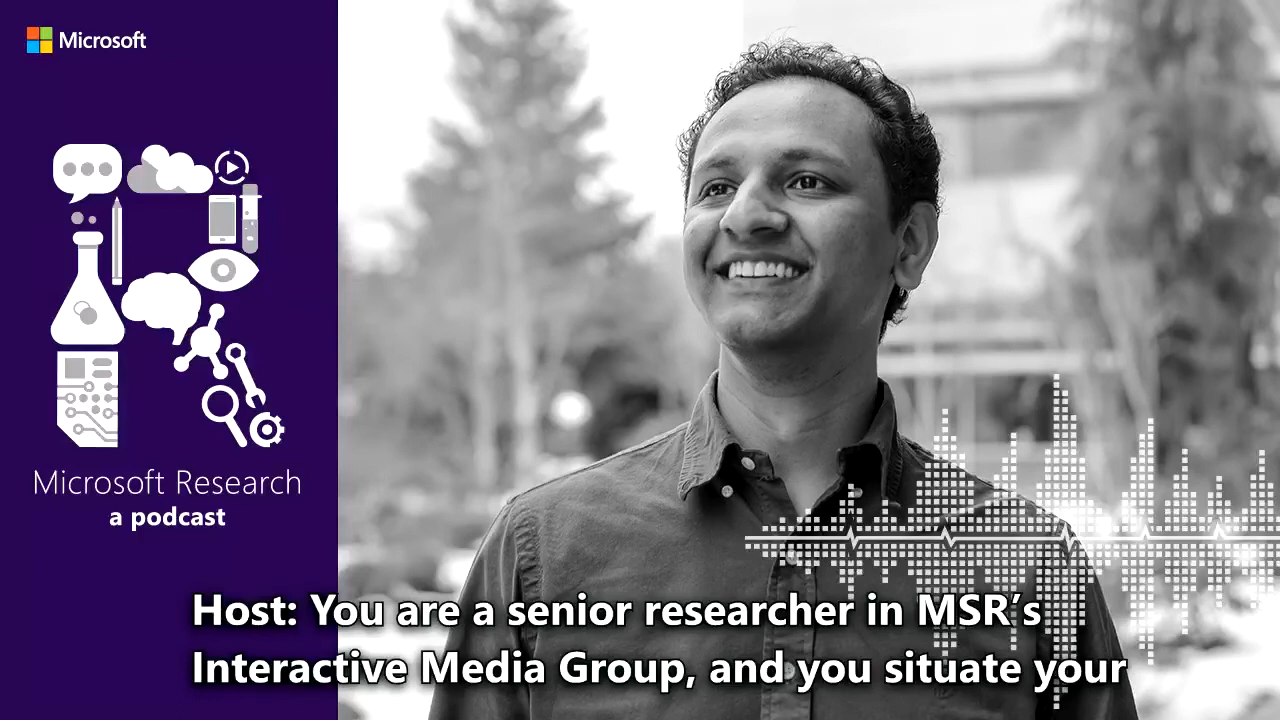 Microsoft
Microsoft Research
a podcast
Host: You are a senior researcher in MSR’s
Interactive Media Group, and you situate your